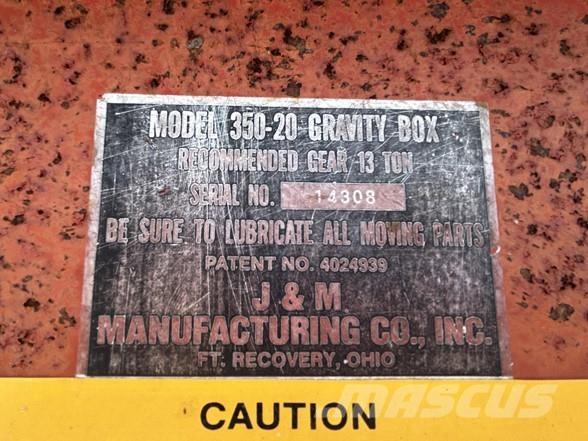 MODEL 350-20 GRAVITY BOX
RECOMMENDED GEAR 13 TON
SERIAL NO. 14308
BE SURE TO LUBRICATE ALL MOVING PARTS
PATENT NO. 4024939
J & M
MANUFACTURING CO., INC.
FT. RECOVERY, OHIO
CAUTION
MASCUS